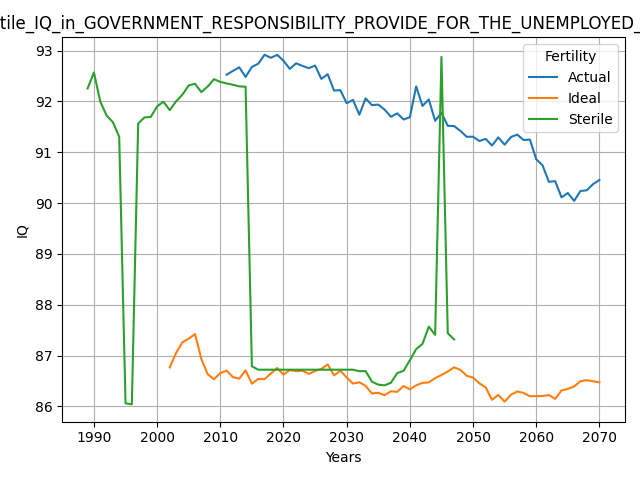 tile_IQ_in_GOVERNMENT_RESPONSIBILITY_PROVIDE_FOR_THE_UNEMPLOYED_
93
92
91
90
89
88
87
86
IQ
Fertility
Actual
Ideal
Sterile
1990 2000 2010 2020 2030 2040 2050 2060 2070
Years